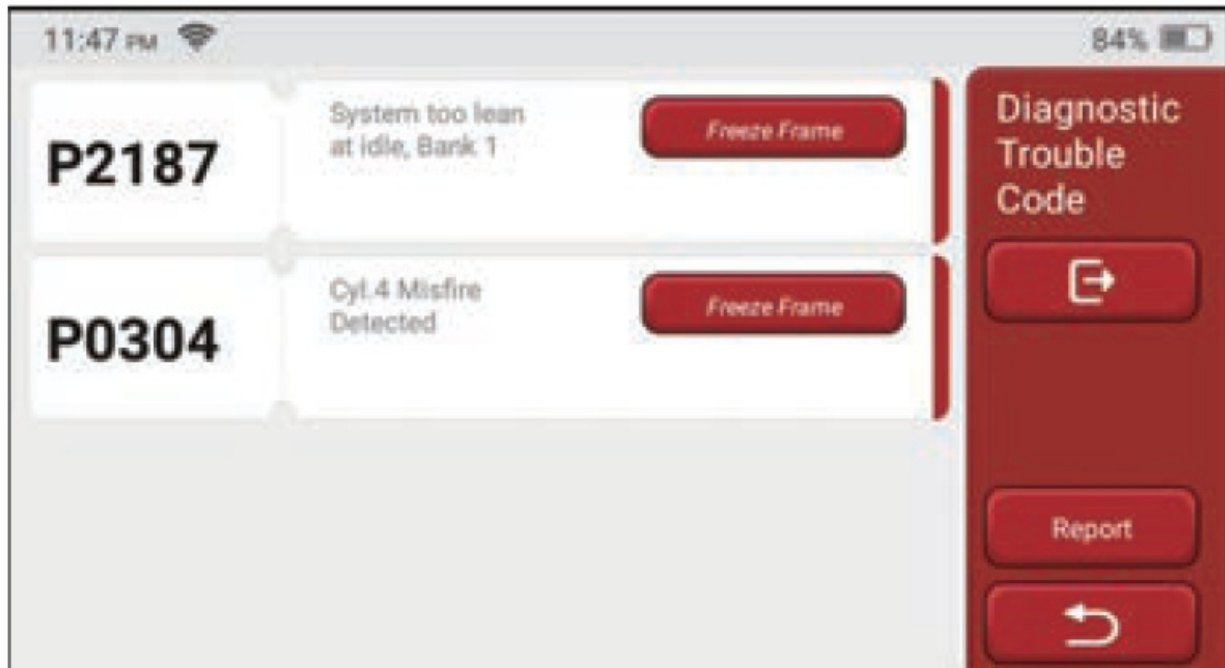 11:47 PM
84%
P2187
System too lean
at idle, Bank 1
Freeze Frame
P0304
Cyl.4 Misfire
Detected
Freeze Frame
Diagnostic
Trouble
Code
Report